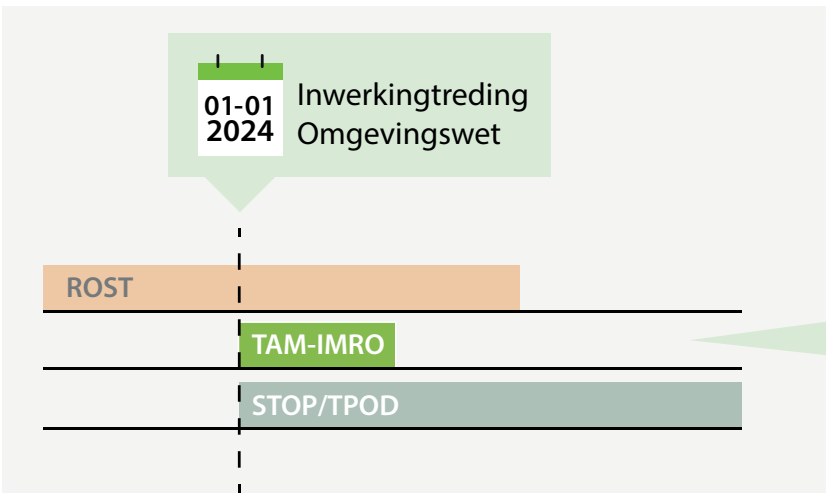 01-01
2024
Inwerkingtreding
Omgevingswet
ROST
TAM-IMRO
STOP/TPOD